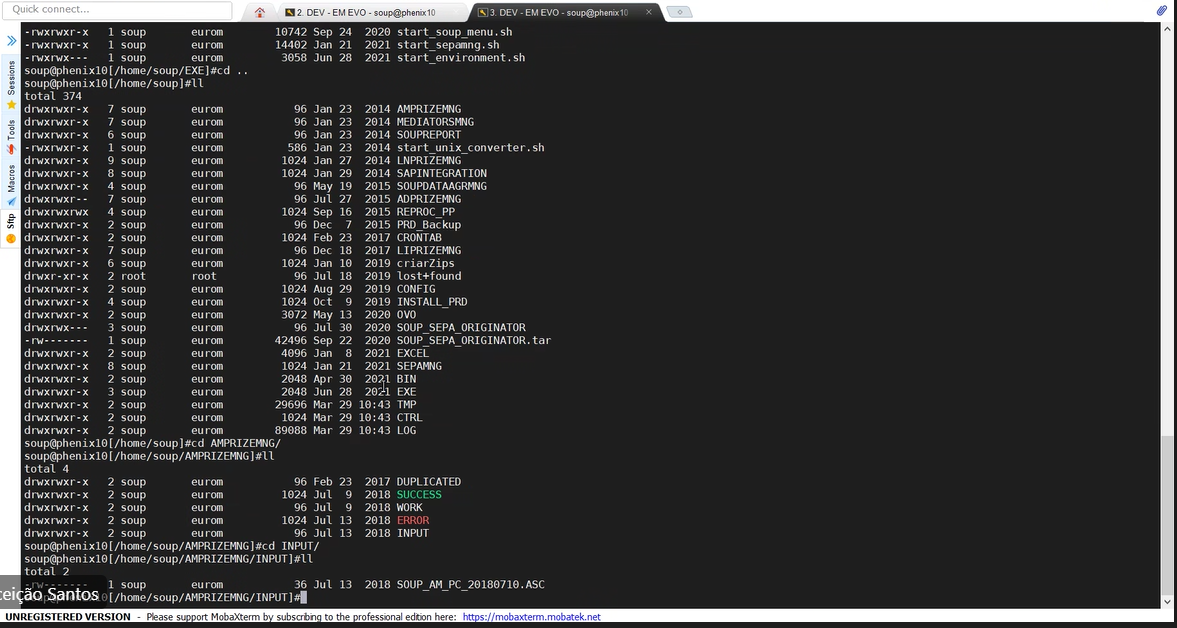 Quick connect...
2. DEV - EM EVO - soup@phenix10
3. DEV - EM EVO - soup@phenix10
Sessions
Tools
Macros
Sftp
-rwxrwxr-x 1 soup eurom 10742 Sep 24 2020 start_soup_menu.sh
-rwxrwxr-x 1 soup eurom 14402 Jan 21 2021 start_sepamng.sh
-rwxrwx--- 1 soup eurom 3058 Jun 28 2021 start_environment.sh
soup@phenix10[/home/soup/EXE]#cd ..
soup@phenix10[/home/soup]#ll
total 374
drwxrwxr-x 7 soup eurom 96 Jan 23 2014 AMPRIZEMNG
drwxrwxr-x 7 soup eurom 96 Jan 23 2014 MEDIATORSMNG
drwxrwxr-x 6 soup eurom 96 Jan 23 2014 SOUPREPORT
-rwxrwxr-x 1 soup eurom 586 Jan 23 2014 start_unix_converter.sh
drwxrwxr-x 9 soup eurom 1024 Jan 27 2014 LNPRIZEMNG
drwxrwxr-x 8 soup eurom 1024 Jan 29 2014 SAPINTEGRATION
drwxrwxr-x 4 soup eurom 96 May 19 2015 SOUPDATAAGRMNG
drwxrwxr-- 7 soup eurom 96 Jul 27 2015 ADPRIZEMNG
drwxrwxrwx 4 soup eurom 1024 Sep 16 2015 REPROC_PP
drwxrwxr-x 2 soup eurom 96 Dec 7 2015 PRD_Backup
drwxrwxr-x 2 soup eurom 1024 Feb 23 2017 CRONTAB
drwxrwxr-x 7 soup eurom 96 Dec 18 2017 LIPRIZEMNG
drwxrwxr-x 6 soup eurom 1024 Jan 10 2019 criarZips
drwxr-xr-x 2 root root 96 Jul 18 2019 lost+found
drwxrwxr-x 2 soup eurom 1024 Aug 29 2019 CONFIG
drwxrwxr-x 4 soup eurom 1024 Oct 9 2019 INSTALL_PRD
drwxrwxr-x 2 soup eurom 3072 May 13 2020 OVO
drwxrwx--- 3 soup eurom 96 Jul 30 2020 SOUP_SEPA_ORIGINATOR
-rw------- 1 soup eurom 42496 Sep 22 2020 SOUP_SEPA_ORIGINATOR.tar
drwxrwxr-x 2 soup eurom 4096 Jan 8 2021 EXCEL
drwxrwxr-x 8 soup eurom 1024 Jan 21 2021 SEPAMNG
drwxrwxr-x 2 soup eurom 2048 Apr 30 2021 BIN
drwxrwxr-x 3 soup eurom 2048 Jun 28 2021 EXE
drwxrwxr-x 2 soup eurom 29696 Mar 29 10:43 TMP
drwxrwxr-x 2 soup eurom 1024 Mar 29 10:43 CTRL
drwxrwxr-x 2 soup eurom 89088 Mar 29 10:43 LOG
soup@phenix10[/home/soup]#cd AMPRIZEMNG/
soup@phenix10[/home/soup/AMPRIZEMNG]#ll
total 4
drwxrwxr-x 2 soup eurom 96 Feb 23 2017 DUPLICATED
drwxrwxr-x 2 soup eurom 1024 Jul 9 2018 SUCCESS
drwxrwxr-x 2 soup eurom 96 Jul 9 2018 WORK
drwxrwxr-x 2 soup eurom 1024 Jul 13 2018 ERROR
drwxrwxr-x 2 soup eurom 96 Jul 13 2018 INPUT
soup@phenix10[/home/soup/AMPRIZEMNG]#cd INPUT/
soup@phenix10[/home/soup/AMPRIZEMNG/INPUT]#ll
total 2
-rw------- 1 soup eurom 36 Jul 13 2018 SOUP_AM_PC_20180710.ASC
eição Santos
[/home/soup/AMPRIZEMNG/INPUT]#
UNREGISTERED VERSION - Please support MobaXterm by subscribing to the professional edition here: https://mobaxterm.mobatek.net